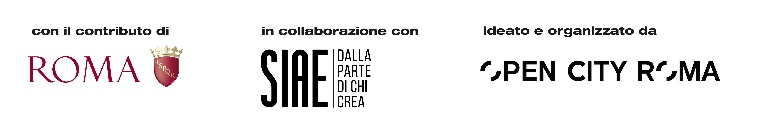 con il contributo di
ROMA
in collaborazione con
SIAE
DALLA
PARTE
DI CHI
CREA
ideato e organizzato da
OPEN CITY ROMA